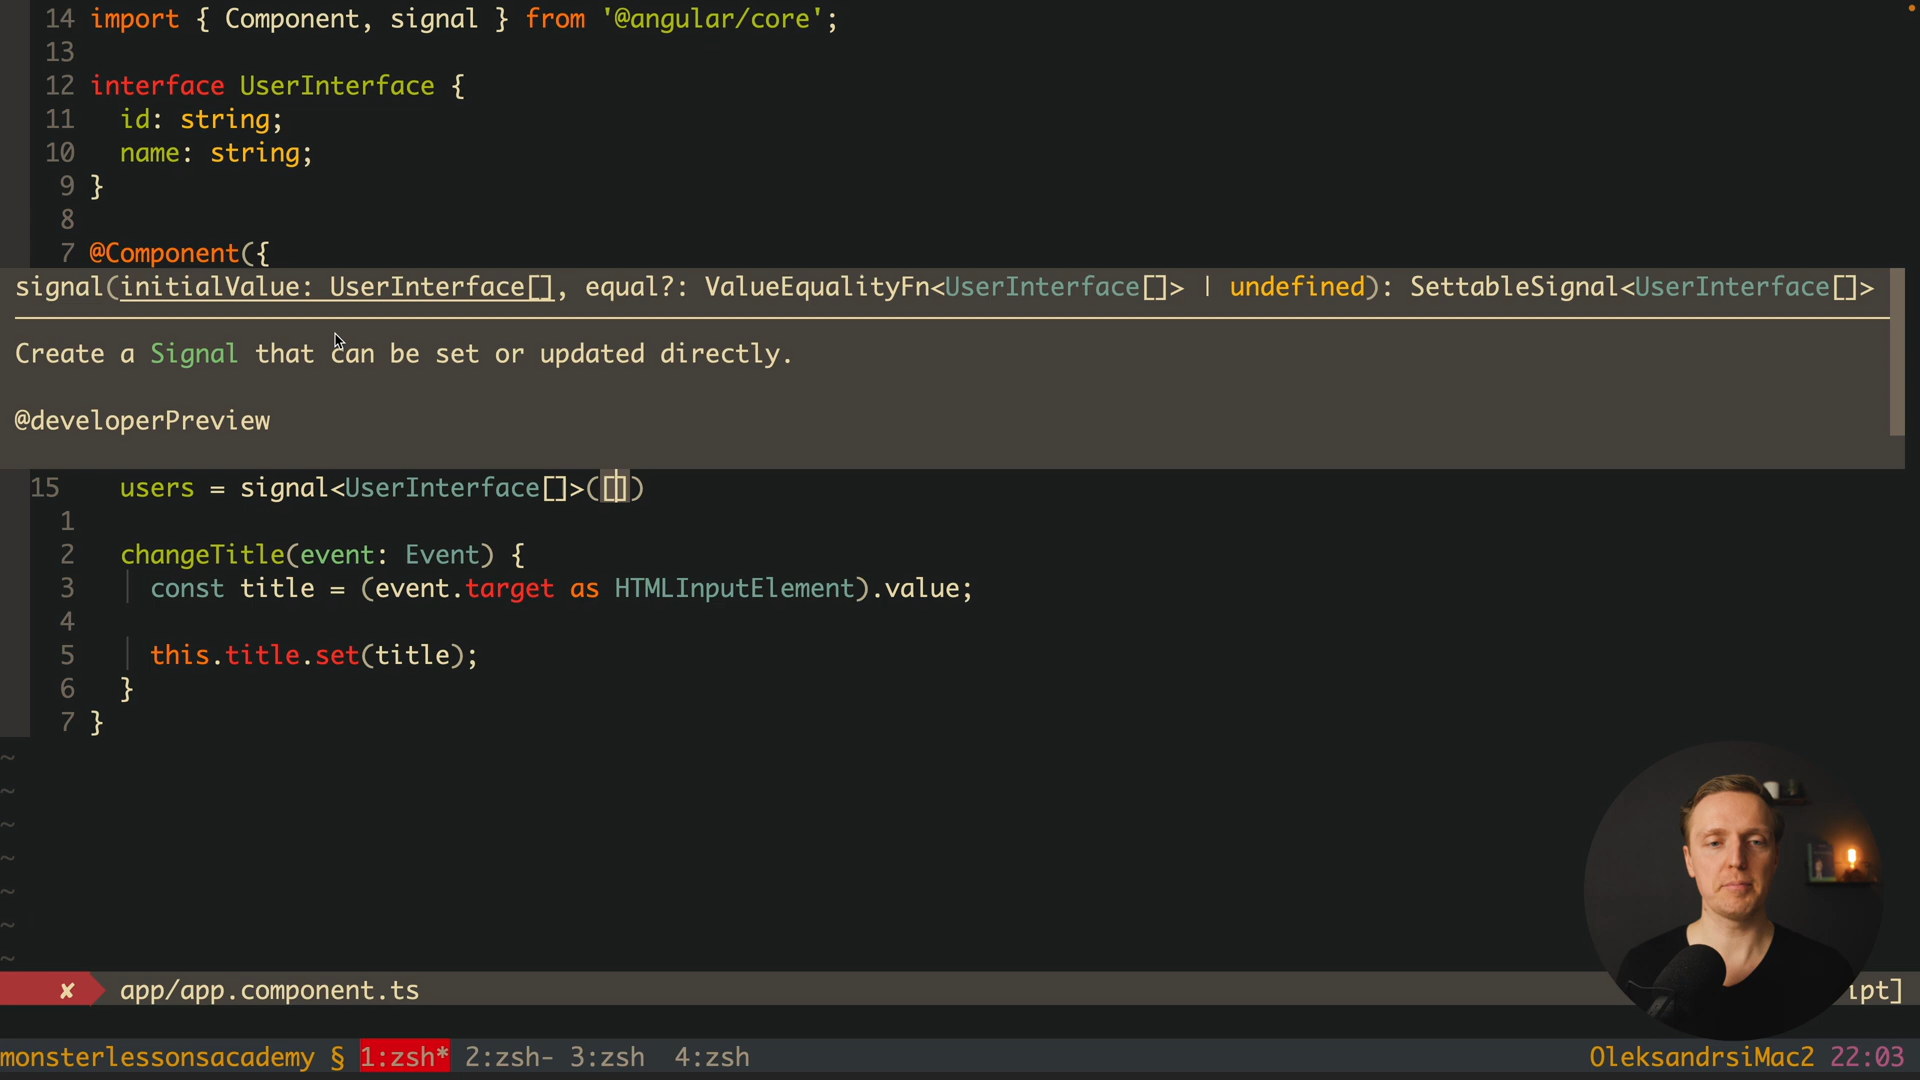 14 import { Component, signal } from '@angular/core';
13
12 interface UserInterface {
11 id: string;
10 name: string;
9 }
8
7 @Component({
signal(initialValue: UserInterface[], equal?: ValueEqualityFn<UserInterface[]> | undefined): SettableSignal<UserInterface[]>
Create a Signal that can be set or updated directly.
@developerPreview
15 users = signal<UserInterface[]>([])
1
2 changeTitle(event: Event) {
3 const title = (event.target as HTMLInputElement).value;
4
5 this.title.set(title);
6 }
7 }
~
~
~
~
~
~
~
✘ app/app.component.ts ipt]
monsterlessonsacademy § 1:zsh* 2:zsh- 3:zsh 4:zsh OleksandrsiMac2 22:03